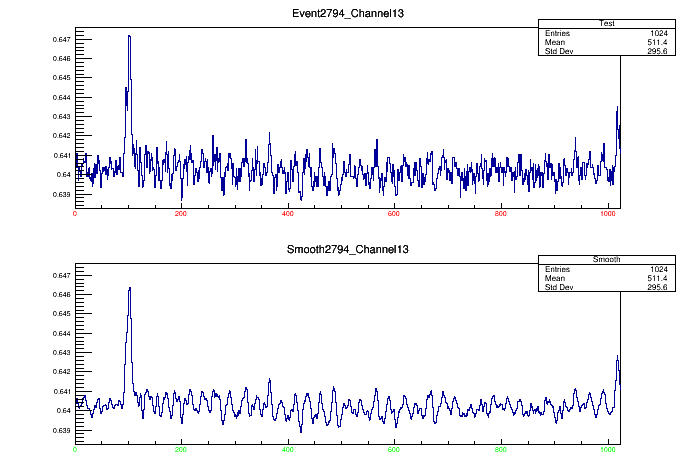 Event2794_Channel13
Test
Entries 1024
Mean 511.4
Std Dev 295.6
0.647
0.646
0.645
0.644
0.643
0.642
0.641
0.64
0.639
0 200 400 600 800 1000
Smooth2794_Channel13
Smooth
Entries 1024
Mean 511.4
Std Dev 295.6
0.647
0.646
0.645
0.644
0.643
0.642
0.641
0.64
0.639
0 200 400 600 800 1000